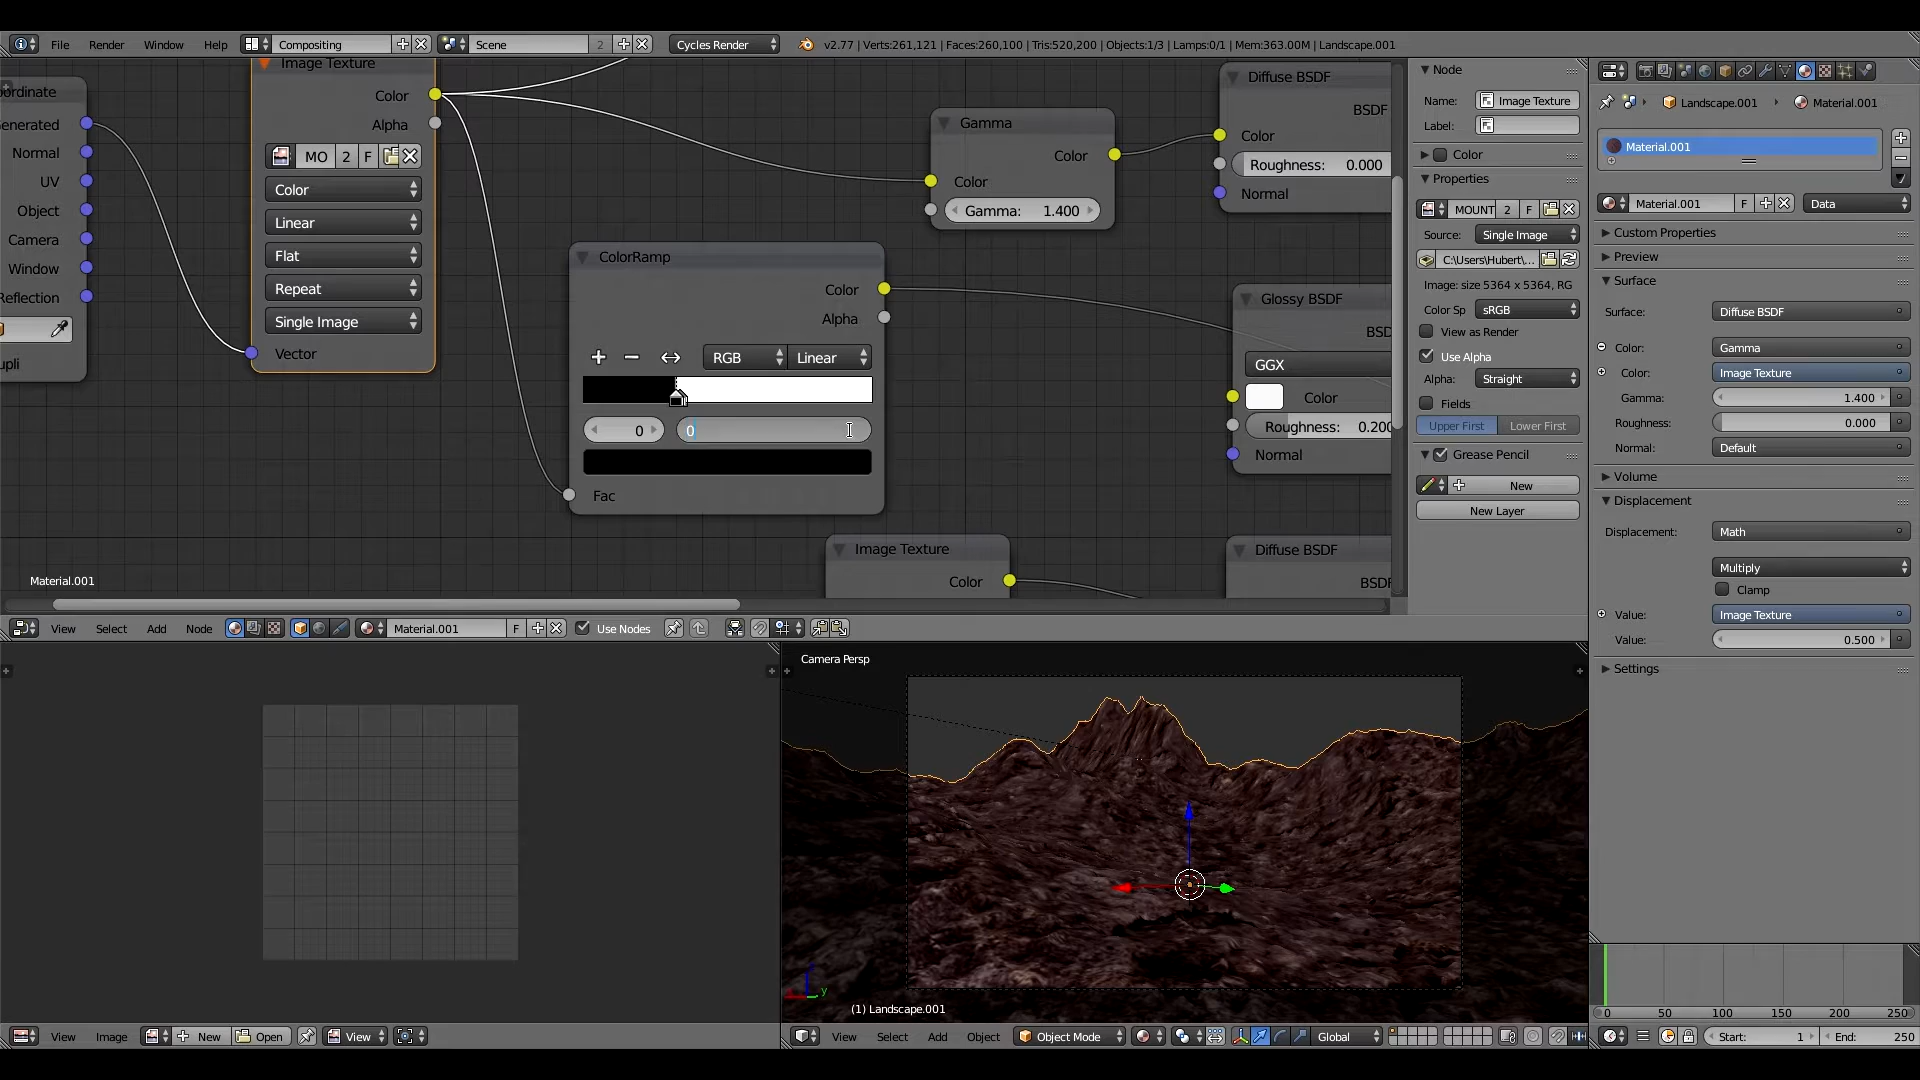 File Render Window Help Compositing Scene 2 Cycles Render v2.77 | Verts:261,121 | Faces:260,100 | Tris:520,200 | Objects:1/3 | Lamps:0/1 | Mem:363.00M | Landscape.001
ordinate
Generated
Normal
UV
Object
Camera
Window
Reflection
upli
Image Texture
Color
Alpha
MO 2 F
Color
Linear
Flat
Repeat
Single Image
Vector
ColorRamp
Color
Alpha
RGB Linear
0 0
Fac
Gamma
Color
Color
Gamma: 1.400
Diffuse BSDF
BSDF
Color
Roughness: 0.000
Normal
Glossy BSDF
BSD
GGX
Color
Roughness: 0.200
Normal
Image Texture
Color
Diffuse BSDF
BSDF
Material.001
View Select Add Node Material.001 F Use Nodes
Node
Name: Image Texture
Label:
Color
Properties
MOUNT 2 F
Source: Single Image
C:\Users\Hubert\...
Image: size 5364 x 5364, RG
Color Sp sRGB
View as Render
Use Alpha
Alpha: Straight
Fields
Upper First Lower First
Grease Pencil
New
New Layer
Landscape.001 Material.001
Material.001
Material.001 F Data
Custom Properties
Preview
Surface
Surface: Diffuse BSDF
Color: Gamma
Color: Image Texture
Gamma: 1.400
Roughness: 0.000
Normal: Default
Volume
Displacement
Displacement: Math
Multiply
Clamp
Value: Image Texture
Value: 0.500
Settings
Camera Persp
y
(1) Landscape.001
View Image New Open View
View Select Add Object Object Mode Global
0 50 100 150 200 250
Start: 1 End: 250